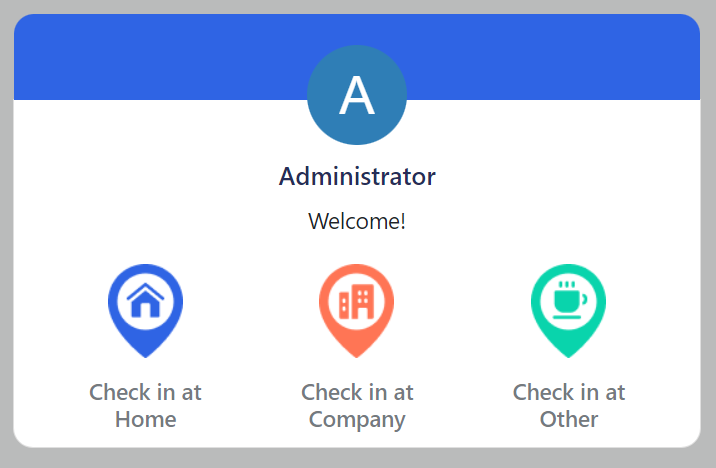 A
Administrator
Welcome!
Check in at
Home
Check in at
Company
Check in at
Other